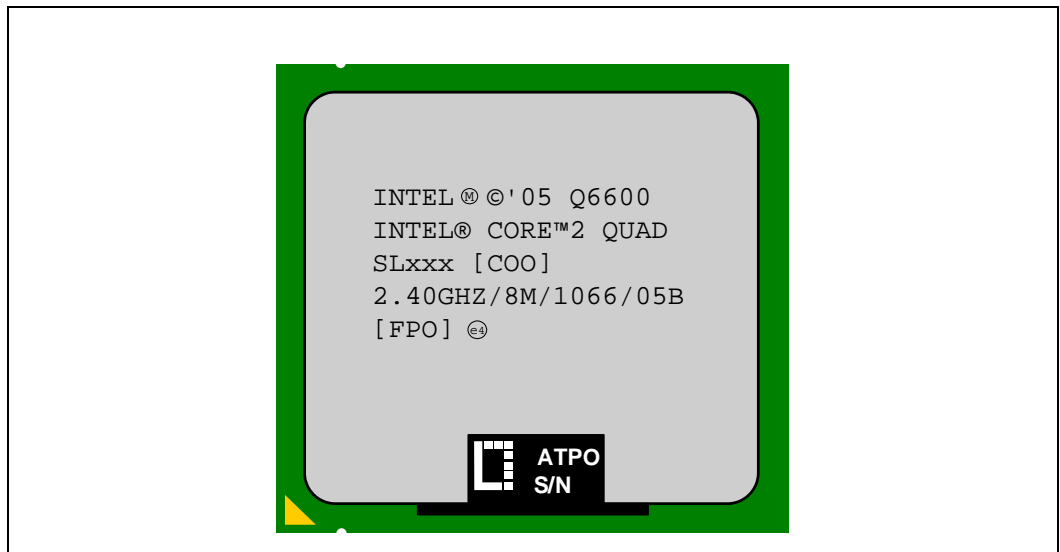 INTEL Ⓜ ©'05 Q6600
INTEL® CORE™2 QUAD
SLxxx [COO]
2.40GHZ/8M/1066/05B
[FPO] (e4)
ATPO
S/N